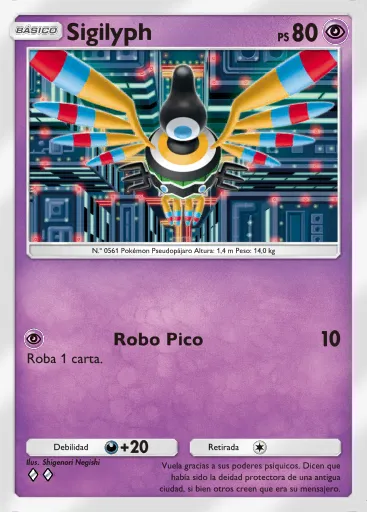 BÁSICO Sigilyph PS 80
N.º 0561 Pokémon Pseudopájaro Altura: 1,4 m Peso: 14,0 kg
Robo Pico 10
Roba 1 carta.
Debilidad +20 Retirada
Ilus. Shigenori Negishi
Vuela gracias a sus poderes psíquicos. Dicen que
había sido la deidad protectora de una antigua
ciudad, si bien otros creen que era su mensajero.